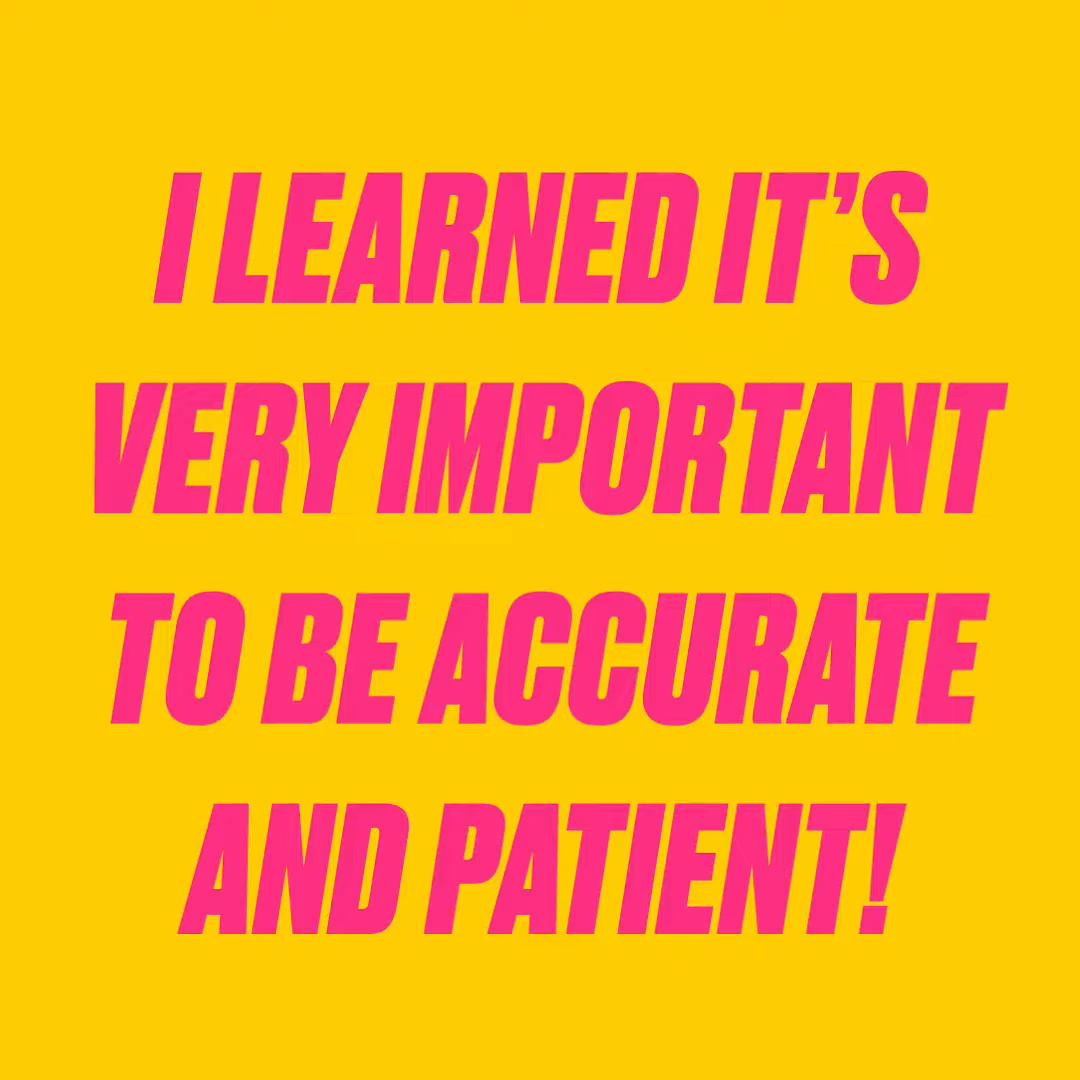 I LEARNED IT’S
VERY IMPORTANT
TO BE ACCURATE
AND PATIENT!